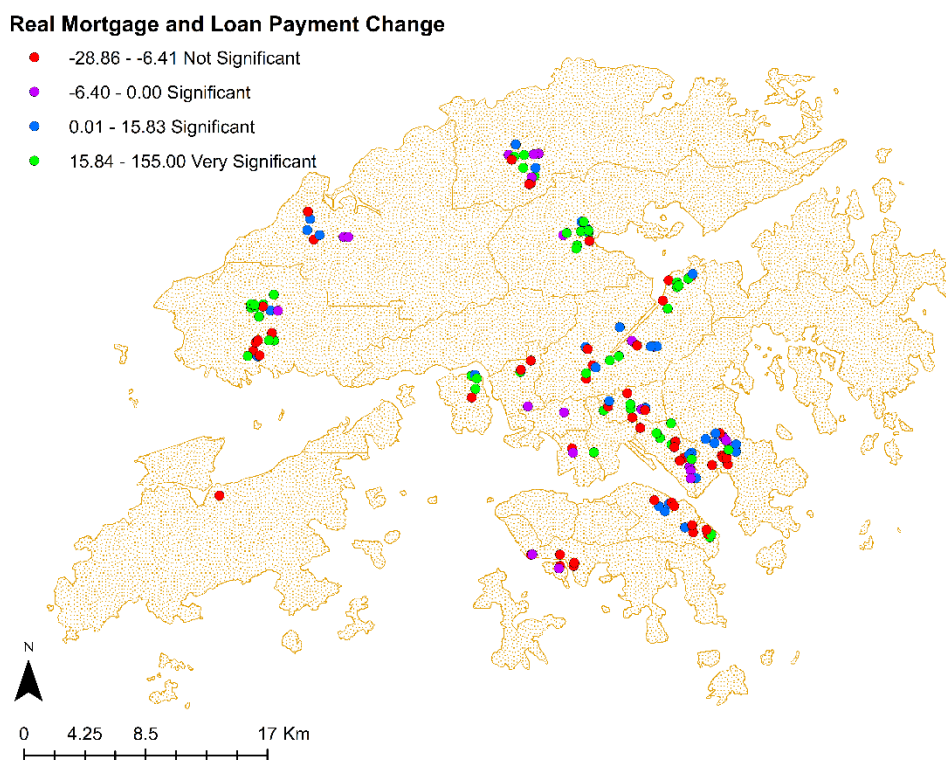 Real Mortgage and Loan Payment Change
-28.86 - -6.41 Not Significant
-6.40 - 0.00 Significant
0.01 - 15.83 Significant
15.84 - 155.00 Very Significant
N
0 4.25 8.5 17 Km